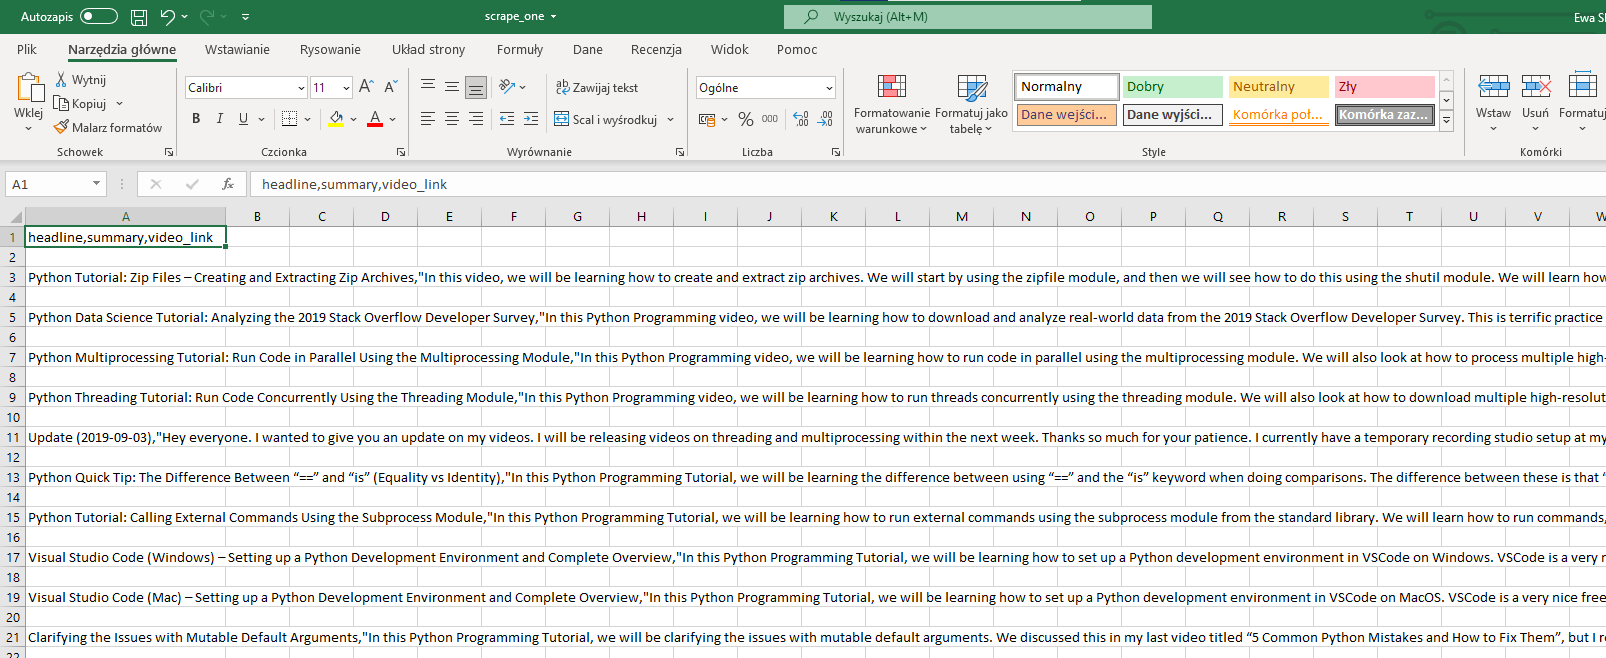 Autozapis
scrape_one
Wyszukaj (Alt+M)
Ewa
Plik Narzędzia główne Wstawianie Rysowanie Układ strony Formuły Dane Recenzja Widok Pomoc
Wklej
Wytnij
Kopiuj
Malarz formatów
Schowek
Calibri 11
B I U
Czcionka
Zawijaj tekst
Scal i wyśrodkuj
Wyrównanie
Ogólne
% 000
Liczba
Formatowanie warunkowe
Formatuj jako tabelę
Normalny Dobry Neutralny Zły
Dane wejści... Dane wyjści... Komórka poł... Komórka zaz...
Style
Wstaw Usuń Formatuj
Komórki
A1 fx headline,summary,video_link
A B C D E F G H I J K L M N O P Q R S T U V W
1 headline,summary,video_link
2
3 Python Tutorial: Zip Files – Creating and Extracting Zip Archives,"In this video, we will be learning how to create and extract zip archives. We will start by using the zipfile module, and then we will see how to do this using the shutil module. We will learn how
4
5 Python Data Science Tutorial: Analyzing the 2019 Stack Overflow Developer Survey,"In this Python Programming video, we will be learning how to download and analyze real-world data from the 2019 Stack Overflow Developer Survey. This is terrific practice
6
7 Python Multiprocessing Tutorial: Run Code in Parallel Using the Multiprocessing Module,"In this Python Programming video, we will be learning how to run code in parallel using the multiprocessing module. We will also look at how to process multiple high-
8
9 Python Threading Tutorial: Run Code Concurrently Using the Threading Module,"In this Python Programming video, we will be learning how to run threads concurrently using the threading module. We will also look at how to download multiple high-resolut
10
11 Update (2019-09-03),"Hey everyone. I wanted to give you an update on my videos. I will be releasing videos on threading and multiprocessing within the next week. Thanks so much for your patience. I currently have a temporary recording studio setup at my
12
13 Python Quick Tip: The Difference Between “==” and “is” (Equality vs Identity),"In this Python Programming Tutorial, we will be learning the difference between using “==” and the “is” keyword when doing comparisons. The difference between these is that “
14
15 Python Tutorial: Calling External Commands Using the Subprocess Module,"In this Python Programming Tutorial, we will be learning how to run external commands using the subprocess module from the standard library. We will learn how to run commands,
16
17 Visual Studio Code (Windows) – Setting up a Python Development Environment and Complete Overview,"In this Python Programming Tutorial, we will be learning how to set up a Python development environment in VSCode on Windows. VSCode is a very n
18
19 Visual Studio Code (Mac) – Setting up a Python Development Environment and Complete Overview,"In this Python Programming Tutorial, we will be learning how to set up a Python development environment in VSCode on MacOS. VSCode is a very nice free
20
21 Clarifying the Issues with Mutable Default Arguments,"In this Python Programming Tutorial, we will be clarifying the issues with mutable default arguments. We discussed this in my last video titled “5 Common Python Mistakes and How to Fix Them”, but I r
22